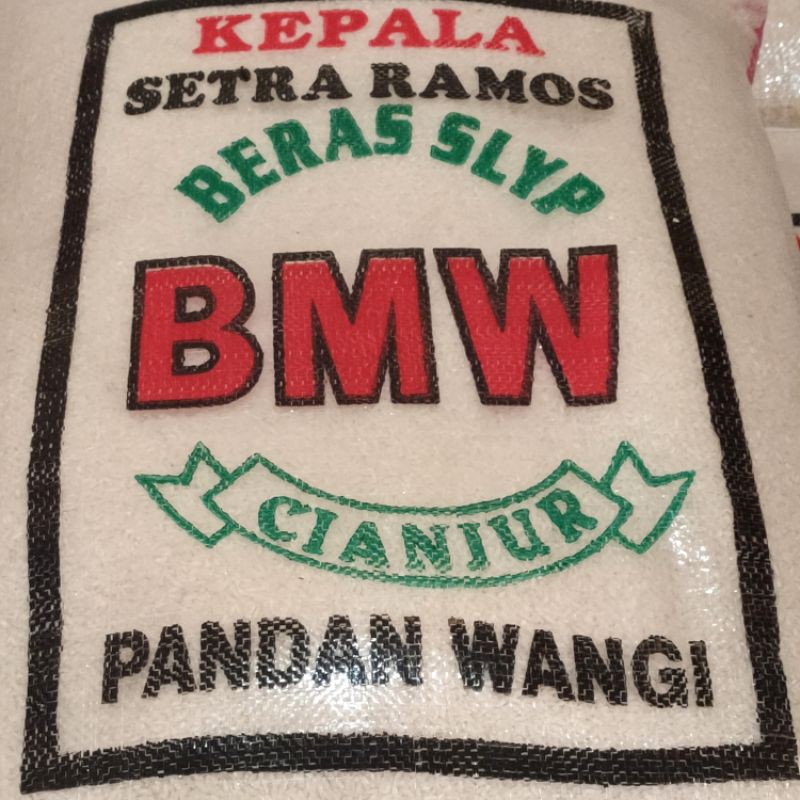 KEPALA
SETRA RAMOS
BERAS SLYP
BMW
CIANJUR
PANDAN WANGI